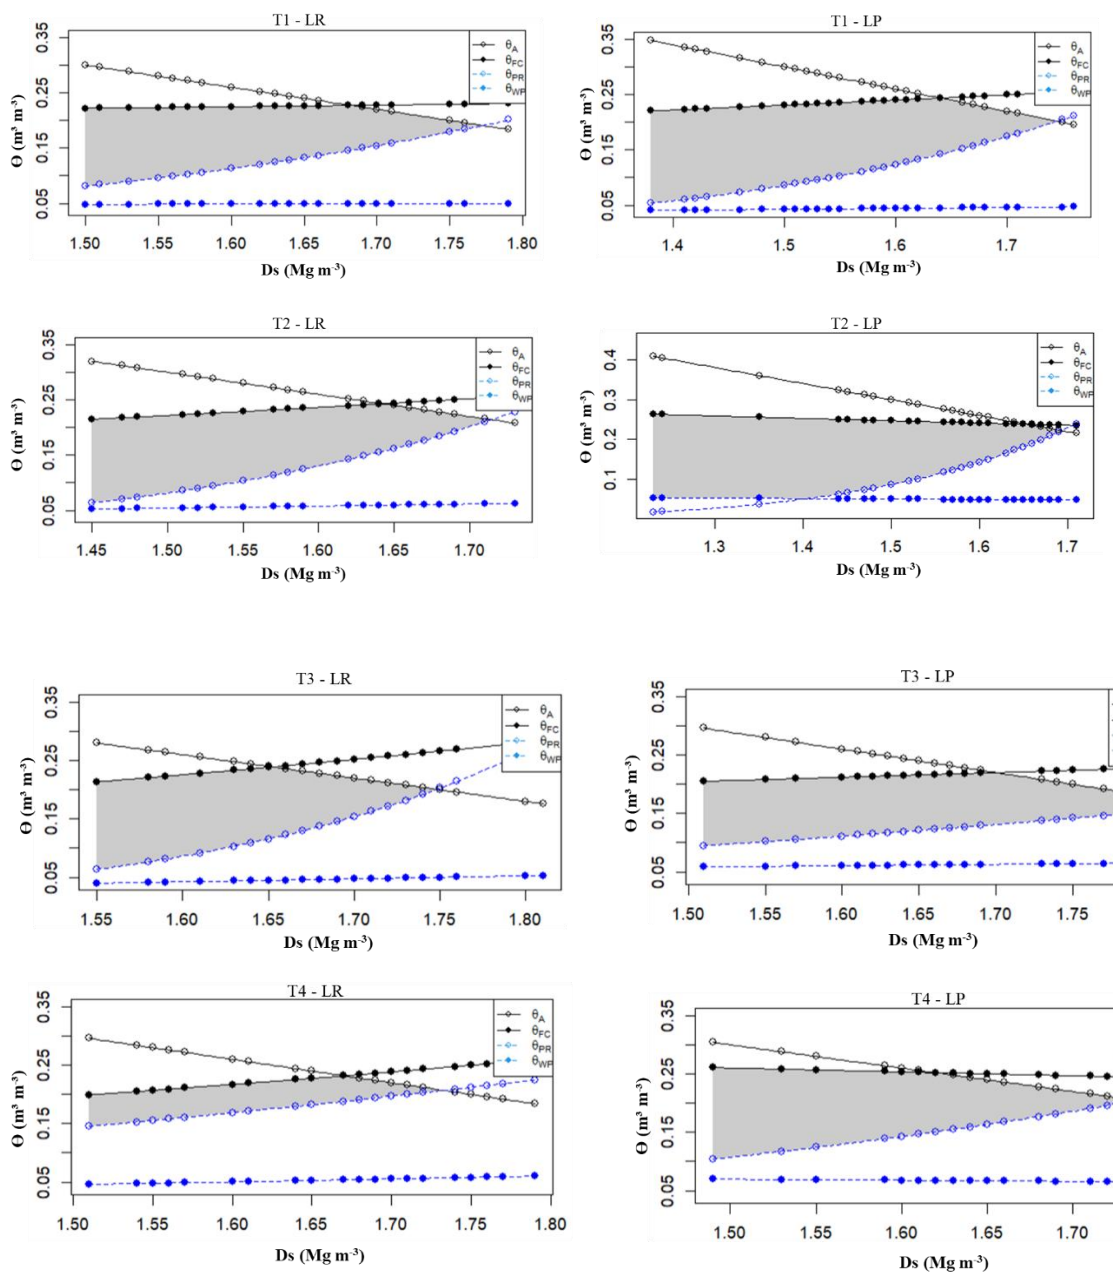 T1 - LR
0.35
0.25
0.15
0.05
Ɵ (m³ m⁻³)
θA
θFC
θPR
θWP
1.50 1.55 1.60 1.65 1.70 1.75 1.80
Ds (Mg m⁻³)
T1 - LP
0.35
0.25
0.15
0.05
Ɵ (m³ m⁻³)
θA
θFC
θPR
θWP
1.4 1.5 1.6 1.7
Ds (Mg m⁻³)
T2 - LR
0.35
0.25
0.15
0.05
Ɵ (m³ m⁻³)
θA
θFC
θPR
θWP
1.45 1.50 1.55 1.60 1.65 1.70
Ds (Mg m⁻³)
T2 - LP
0.4
0.3
0.2
0.1
Ɵ (m³ m⁻³)
θA
θFC
θPR
θWP
1.3 1.4 1.5 1.6 1.7
Ds (Mg m⁻³)
T3 - LR
0.35
0.25
0.15
0.05
Ɵ (m³ m⁻³)
θA
θFC
θPR
θWP
1.55 1.60 1.65 1.70 1.75 1.80
Ds (Mg m⁻³)
T3 - LP
0.35
0.25
0.15
0.05
Ɵ (m³ m⁻³)
1.50 1.55 1.60 1.65 1.70 1.75
Ds (Mg m⁻³)
T4 - LR
0.35
0.25
0.15
0.05
Ɵ (m³ m⁻³)
θA
θFC
θPR
θWP
1.50 1.55 1.60 1.65 1.70 1.75 1.80
Ds (Mg m⁻³)
T4 - LP
0.35
0.25
0.15
0.05
Ɵ (m³ m⁻³)
1.50 1.55 1.60 1.65 1.70
Ds (Mg m⁻³)